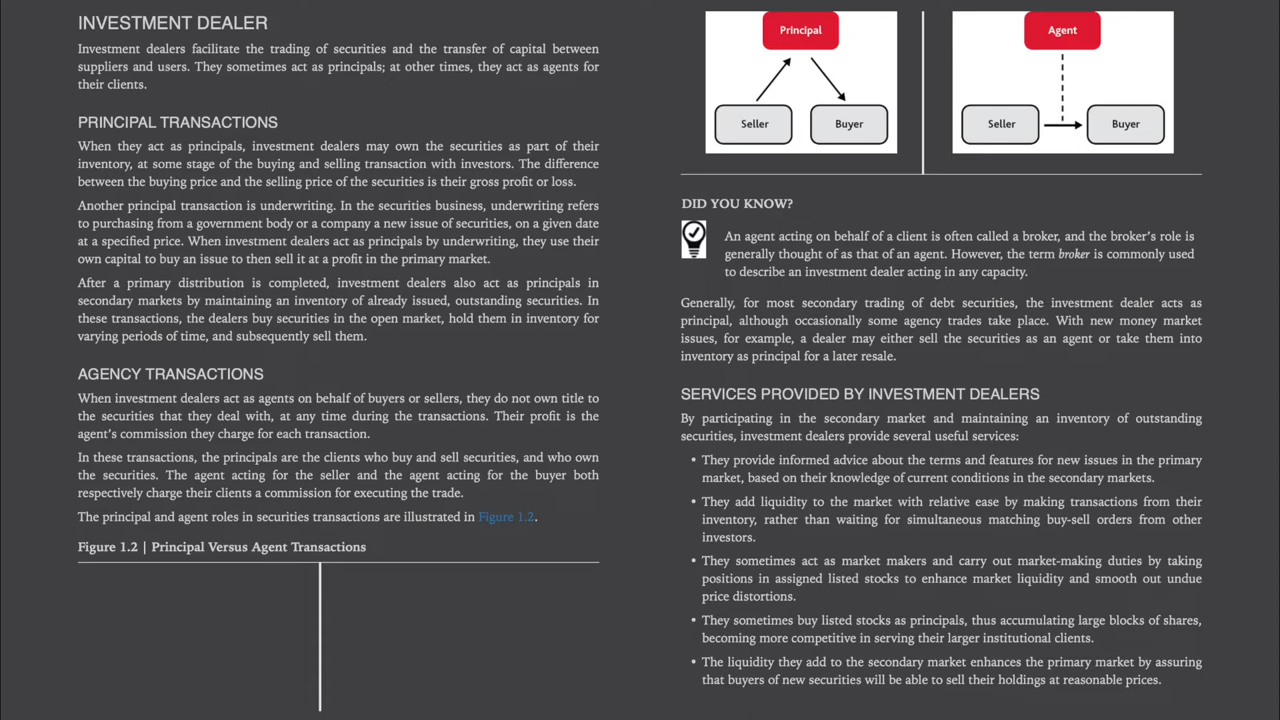 INVESTMENT DEALER
Investment dealers facilitate the trading of securities and the transfer of capital between
suppliers and users. They sometimes act as principals; at other times, they act as agents for
their clients.
PRINCIPAL TRANSACTIONS
When they act as principals, investment dealers may own the securities as part of their
inventory, at some stage of the buying and selling transaction with investors. The difference
between the buying price and the selling price of the securities is their gross profit or loss.
Another principal transaction is underwriting. In the securities business, underwriting refers
to purchasing from a government body or a company a new issue of securities, on a given date
at a specified price. When investment dealers act as principals by underwriting, they use their
own capital to buy an issue to then sell it at a profit in the primary market.
After a primary distribution is completed, investment dealers also act as principals in
secondary markets by maintaining an inventory of already issued, outstanding securities. In
these transactions, the dealers buy securities in the open market, hold them in inventory for
varying periods of time, and subsequently sell them.
AGENCY TRANSACTIONS
When investment dealers act as agents on behalf of buyers or sellers, they do not own title to
the securities that they deal with, at any time during the transactions. Their profit is the
agent's commission they charge for each transaction.
In these transactions, the principals are the clients who buy and sell securities, and who own
the securities. The agent acting for the seller and the agent acting for the buyer both
respectively charge their clients a commission for executing the trade.
The principal and agent roles in securities transactions are illustrated in Figure 1.2.
Figure 1.2 | Principal Versus Agent Transactions
Principal
Seller
Buyer
Agent
Seller
Buyer
DID YOU KNOW?
An agent acting on behalf of a client is often called a broker, and the broker's role is
generally thought of as that of an agent. However, the term broker is commonly used
to describe an investment dealer acting in any capacity.
Generally, for most secondary trading of debt securities, the investment dealer acts as
principal, although occasionally some agency trades take place. With new money market
issues, for example, a dealer may either sell the securities as an agent or take them into
inventory as principal for a later resale.
SERVICES PROVIDED BY INVESTMENT DEALERS
By participating in the secondary market and maintaining an inventory of outstanding
securities, investment dealers provide several useful services:
• They provide informed advice about the terms and features for new issues in the primary
market, based on their knowledge of current conditions in the secondary markets.
• They add liquidity to the market with relative ease by making transactions from their
inventory, rather than waiting for simultaneous matching buy-sell orders from other
investors.
• They sometimes act as market makers and carry out market-making duties by taking
positions in assigned listed stocks to enhance market liquidity and smooth out undue
price distortions.
• They sometimes buy listed stocks as principals, thus accumulating large blocks of shares,
becoming more competitive in serving their larger institutional clients.
• The liquidity they add to the secondary market enhances the primary market by assuring
that buyers of new securities will be able to sell their holdings at reasonable prices.